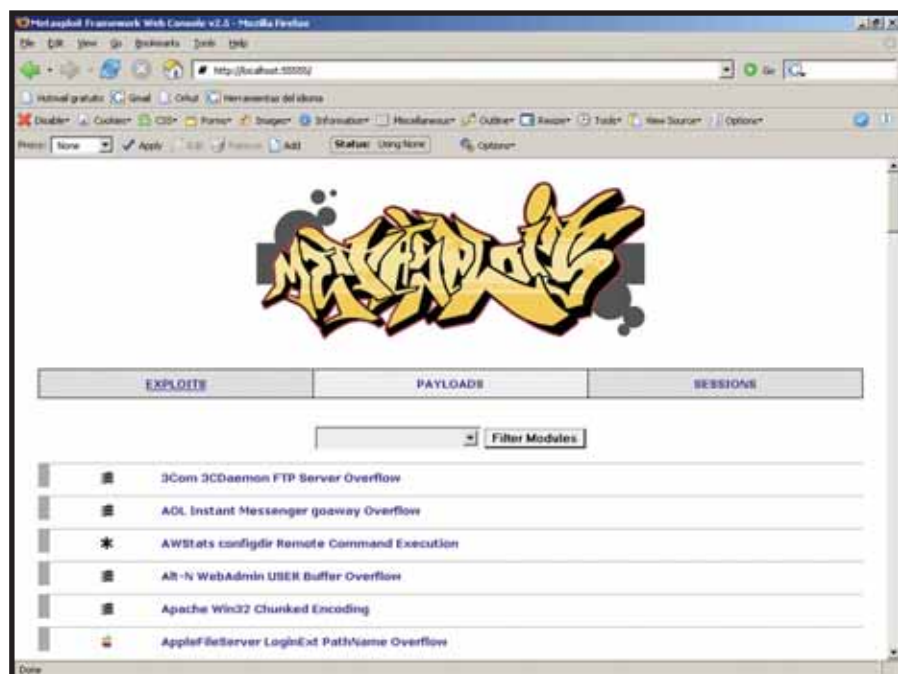 Metasploit Framework Web Console v2.5 - Mozilla Firefox
File Edit View Go Bookmarks Tools Help
http://localhost:55555/ Go
Hotmail gratuito Gmail Orkut Herramientas del idioma
Disable Cookies CSS Forms Images Information Miscellaneous Outline Resize Tools View Source Options
None Apply Edit Remove Add Status: Using None Options
METASPLOIT
EXPLOITS PAYLOADS SESSIONS
Filter Modules
3Com 3CDaemon FTP Server Overflow
AOL Instant Messenger goaway Overflow
AWStats configdir Remote Command Execution
Alt-N WebAdmin USER Buffer Overflow
Apache Win32 Chunked Encoding
AppleFileServer LoginExt PathName Overflow
Done